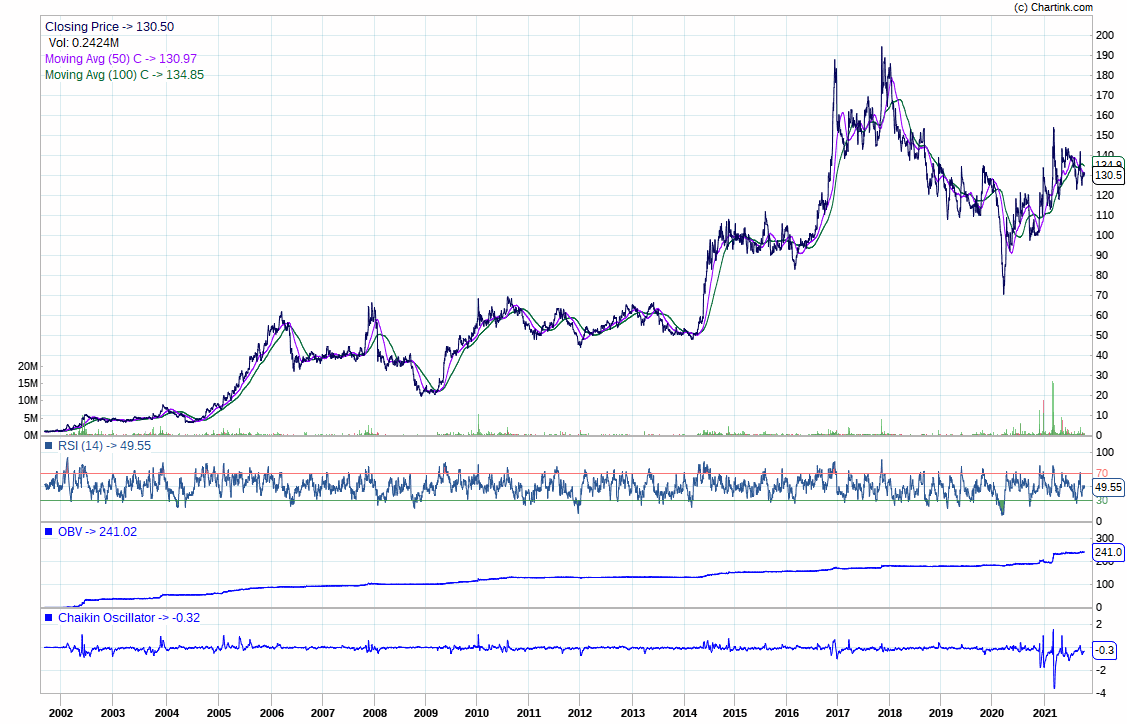 (c) Chartink.com
Closing Price -> 130.50
Vol: 0.2424M
Moving Avg (50) C -> 130.97
Moving Avg (100) C -> 134.85
200
190
180
170
160
150
140
134.9
130.5
120
110
100
90
80
70
60
50
40
30
20
10
0
20M
15M
10M
5M
0M
RSI (14) -> 49.55
100
70
49.55
30
0
OBV -> 241.02
300
241.0
200
100
0
Chaikin Oscillator -> -0.32
2
-0.3
-2
-4
2002 2003 2004 2005 2006 2007 2008 2009 2010 2011 2012 2013 2014 2015 2016 2017 2018 2019 2020 2021